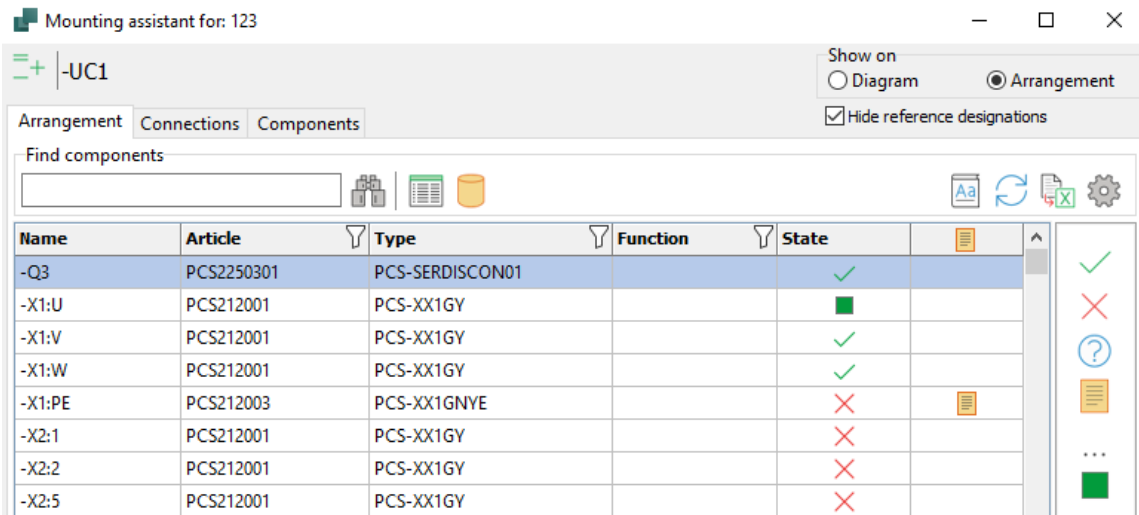 Mounting assistant for: 123
-UC1
Show on
Diagram Arrangement
Hide reference designations
Arrangement Connections Components
Find components
Aa X
Name Article Type Function State
-Q3 PCS2250301 PCS-SERDISCON01
-X1:U PCS212001 PCS-XX1GY
-X1:V PCS212001 PCS-XX1GY
-X1:W PCS212001 PCS-XX1GY
-X1:PE PCS212003 PCS-XX1GNYE
-X2:1 PCS212001 PCS-XX1GY
-X2:2 PCS212001 PCS-XX1GY
...
-X2:5 PCS212001 PCS-XX1GY